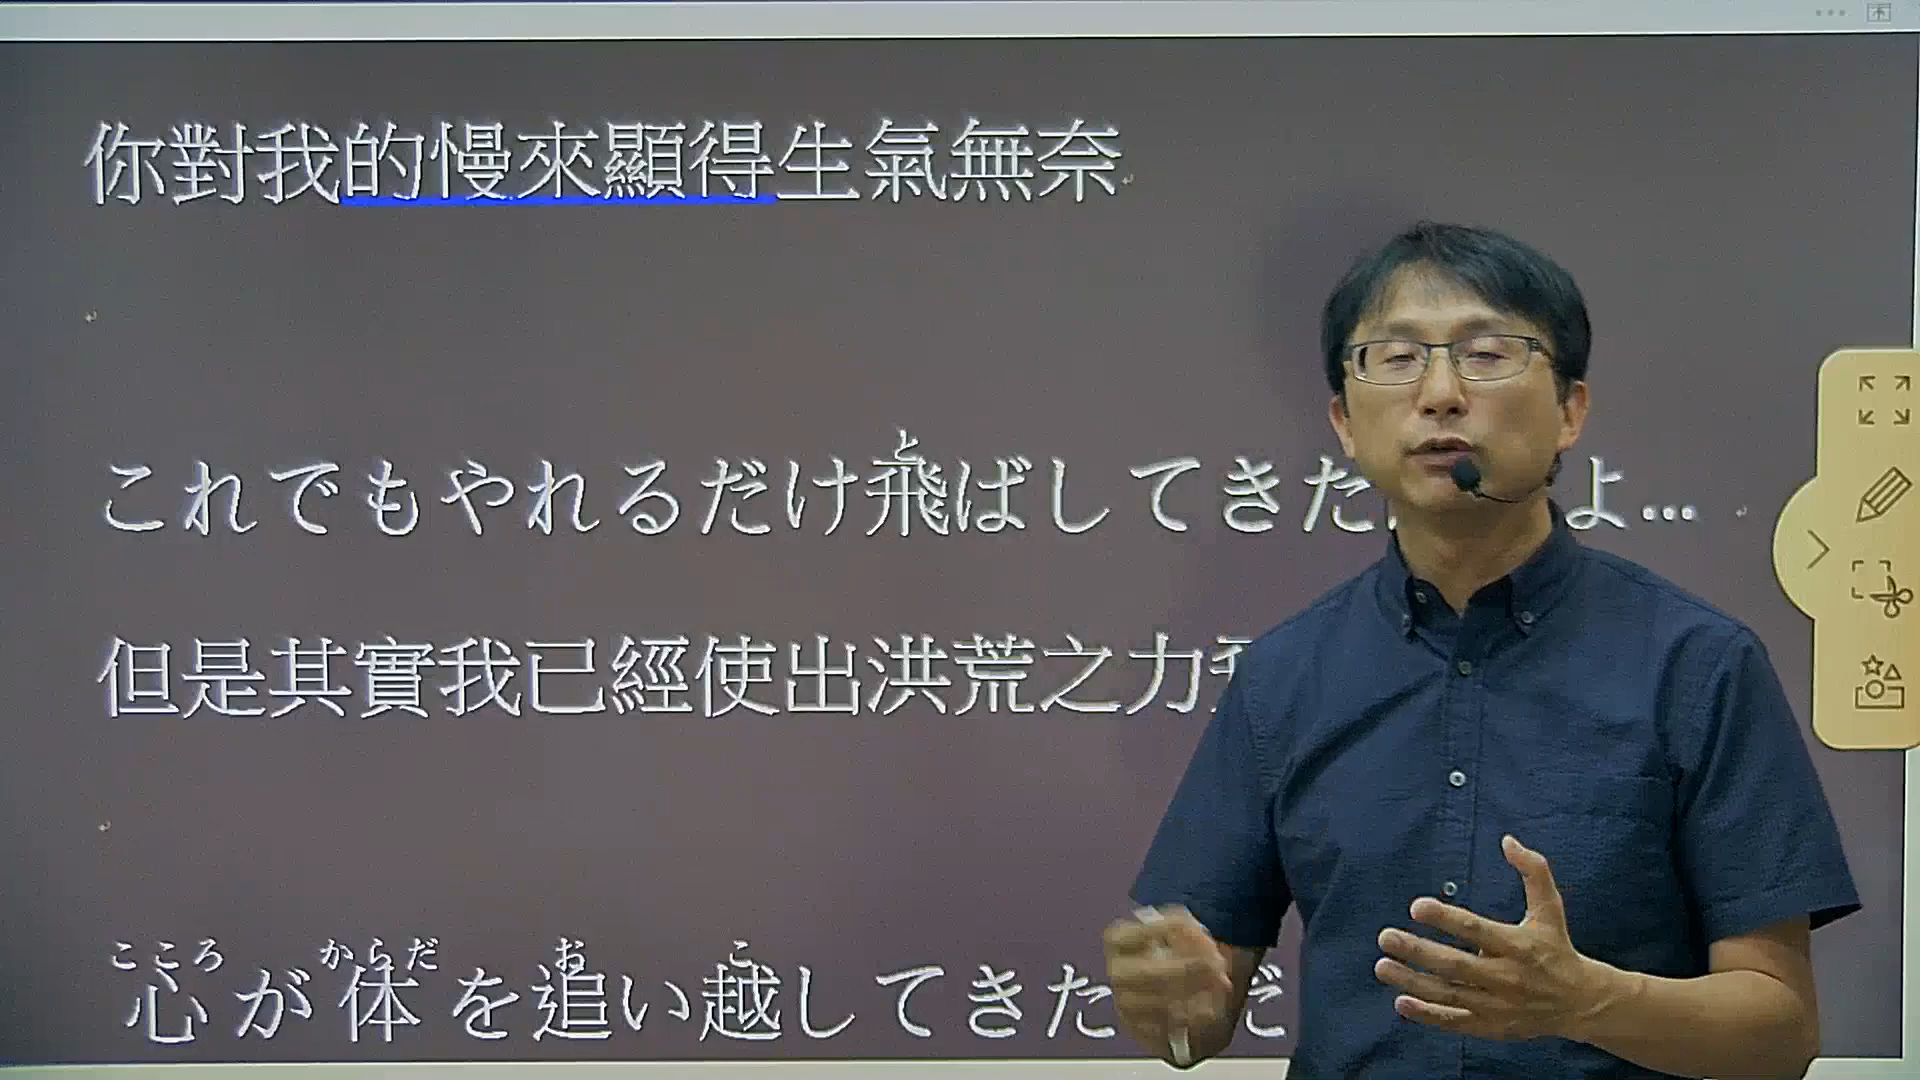 你對我的慢來顯得生氣無奈
と
これでもやれるだけ飛ばしてきた よ…
但是其實我已經使出洪荒之力
こころ からだ お こ
心が体を追い越してきた だ